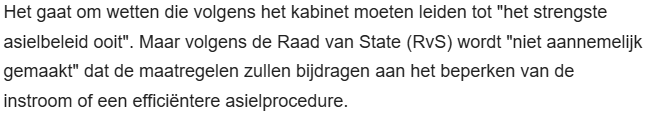 Het gaat om wetten die volgens het kabinet moeten leiden tot "het strengste
asielbeleid ooit". Maar volgens de Raad van State (RvS) wordt "niet aannemelijk
gemaakt" dat de maatregelen zullen bijdragen aan het beperken van de
instroom of een efficiëntere asielprocedure.